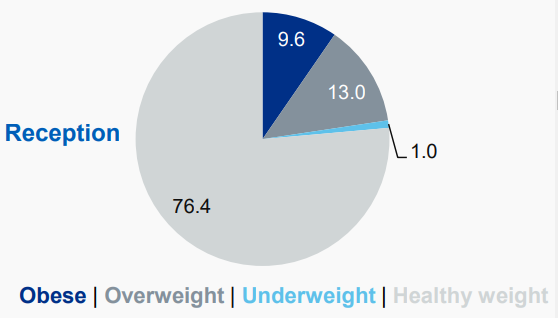 9.6
13.0
Reception
1.0
76.4
Obese | Overweight | Underweight | Healthy weight